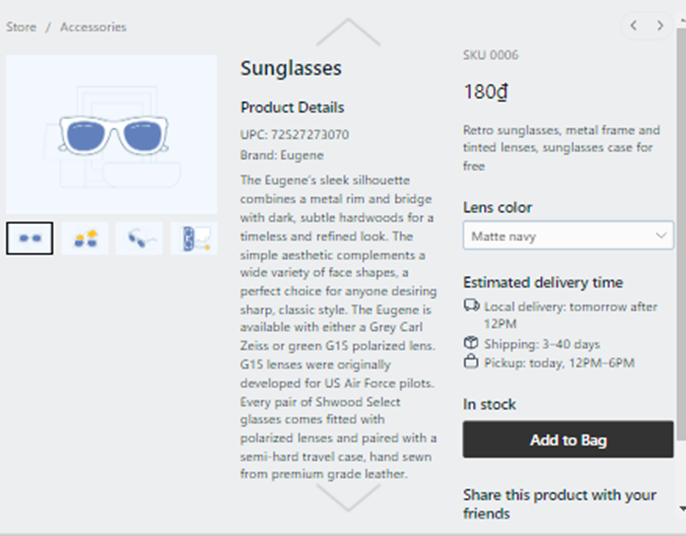 Store / Accessories
Sunglasses
Product Details
UPC: 72527273070
Brand: Eugene
The Eugene's sleek silhouette
combines a metal rim and bridge
with dark, subtle hardwoods for a
timeless and refined look. The
simple aesthetic complements a
wide variety of face shapes, a
perfect choice for anyone desiring
sharp, classic style. The Eugene is
available with either a Grey Carl
Zeiss or green G15 polarized lens.
G15 lenses were originally
developed for US Air Force pilots.
Every pair of Shwood Select
glasses comes fitted with
polarized lenses and paired with a
semi-hard travel case, hand sewn
from premium grade leather.
SKU 0006
180₫
Retro sunglasses, metal frame and
tinted lenses, sunglasses case for
free
Lens color
Matte navy
Estimated delivery time
Local delivery: tomorrow after
12PM
Shipping: 3–40 days
Pickup: today, 12PM–6PM
In stock
Add to Bag
Share this product with your
friends